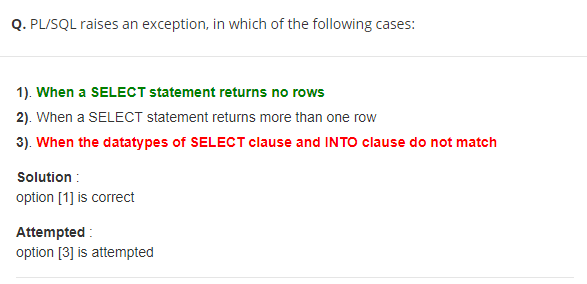 Q. PL/SQL raises an exception, in which of the following cases:
1). When a SELECT statement returns no rows
2). When a SELECT statement returns more than one row
3). When the datatypes of SELECT clause and INTO clause do not match
Solution :
option [1] is correct
Attempted :
option [3] is attempted